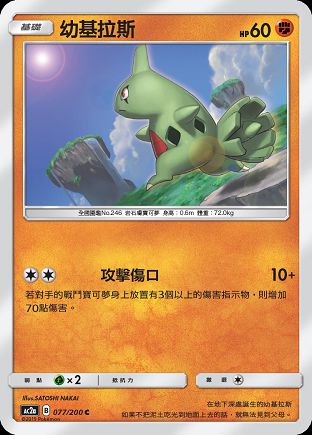 基礎 幼基拉斯 HP60
全國圖鑑No.246 岩石膚寶可夢 身高：0.6m 體重：72.0kg
攻擊傷口 10+
若對手的戰鬥寶可夢身上放置有3個以上的傷害指示物，則增加
70點傷害。
弱點 ×2 抵抗力 撤退
Illus.SATOSHI NAKAI
AC2a B 077/200 C
©2019 Pokémon
在地下深處誕生的幼基拉斯
如果不把泥土吃光到地面上去的話，就無法見到父母。